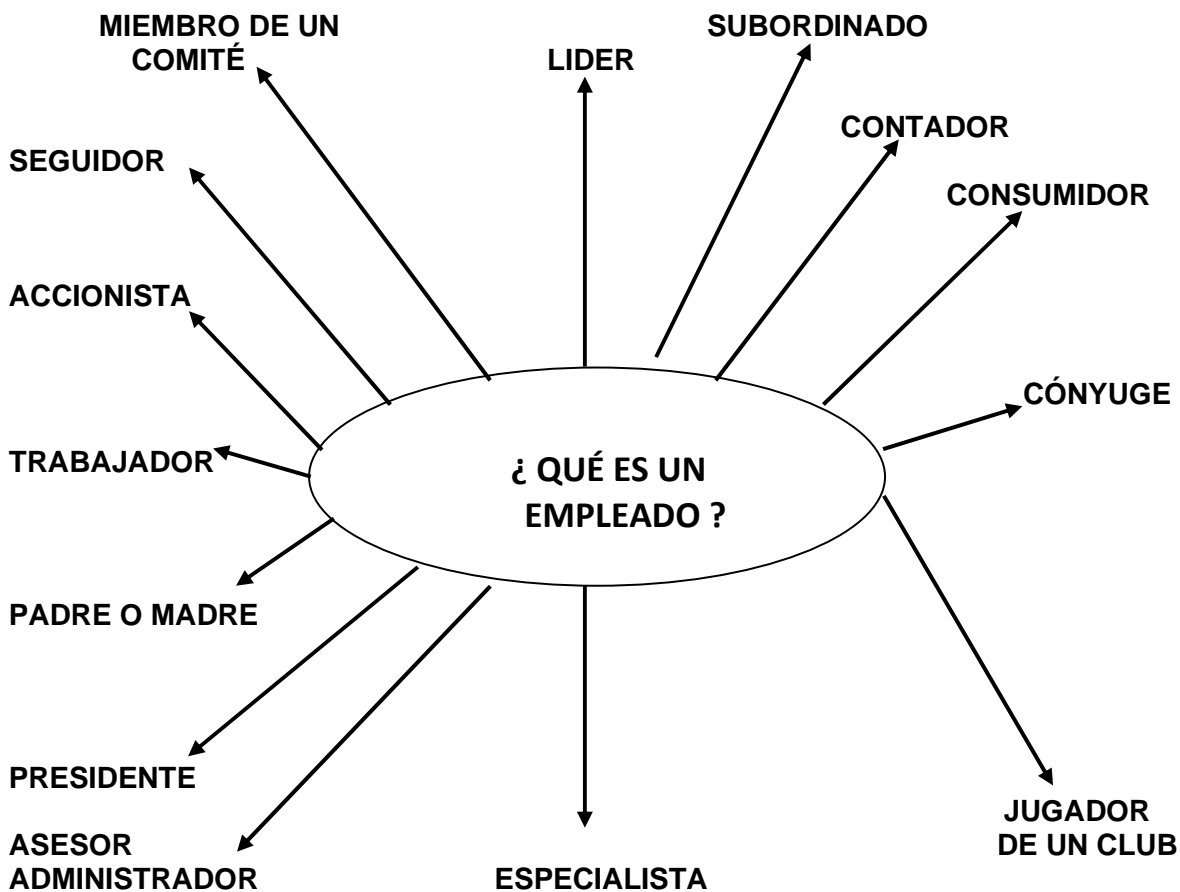 MIEMBRO DE UN
COMITÉ
LIDER
SUBORDINADO
CONTADOR
CONSUMIDOR
CÓNYUGE
SEGUIDOR
ACCIONISTA
TRABAJADOR
¿ QUÉ ES UN
EMPLEADO ?
PADRE O MADRE
PRESIDENTE
ASESOR
ADMINISTRADOR
ESPECIALISTA
JUGADOR
DE UN CLUB